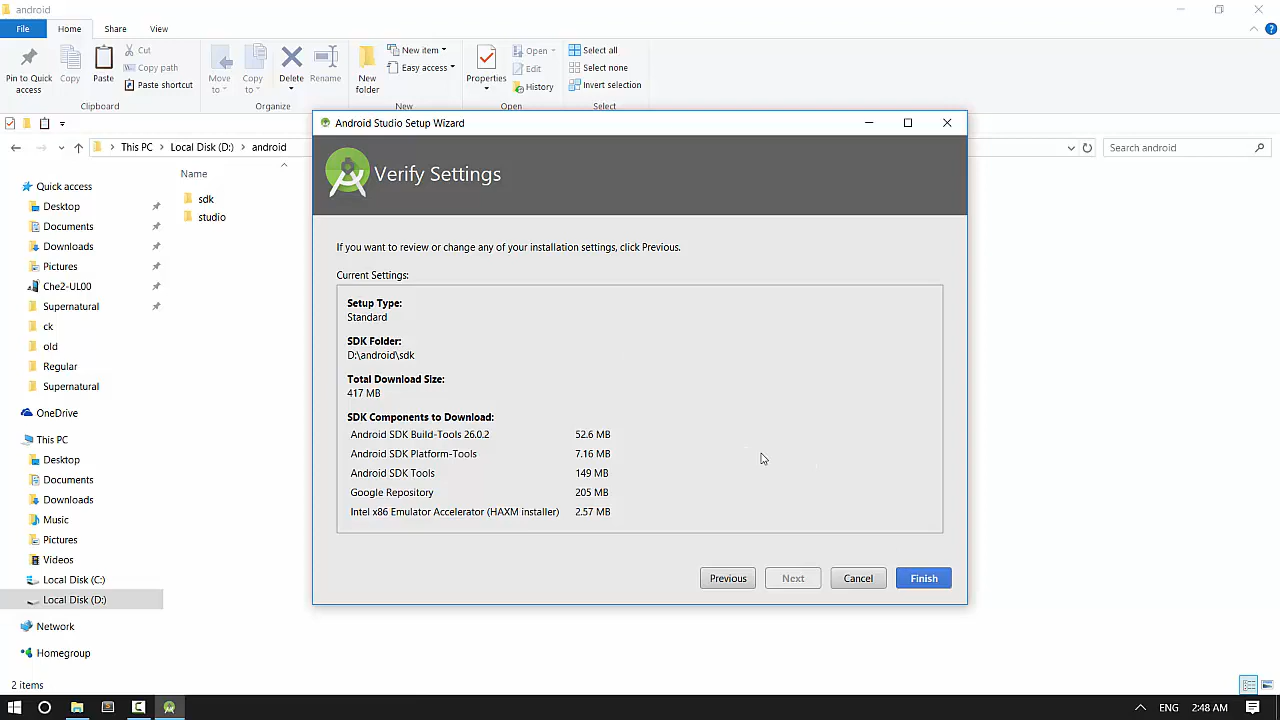 android
File Home Share View
Pin to Quick access
Copy
Paste
Cut
Copy path
Paste shortcut
Clipboard
Move to
Copy to
Delete
Rename
Organize
New folder
New item
Easy access
New
Properties
Open
Edit
History
Open
Select all
Select none
Invert selection
Select
This PC Local Disk (D:) android
Search android
Quick access
Desktop
Documents
Downloads
Pictures
Che2-UL00
Supernatural
ck
old
Regular
Supernatural
OneDrive
This PC
Desktop
Documents
Downloads
Music
Pictures
Videos
Local Disk (C:)
Local Disk (D:)
Network
Homegroup
Name
sdk
studio
Android Studio Setup Wizard
Verify Settings
If you want to review or change any of your installation settings, click Previous.
Current Settings:
Setup Type:
Standard
SDK Folder:
D:\android\sdk
Total Download Size:
417 MB
SDK Components to Download:
Android SDK Build-Tools 26.0.2 52.6 MB
Android SDK Platform-Tools 7.16 MB
Android SDK Tools 149 MB
Google Repository 205 MB
Intel x86 Emulator Accelerator (HAXM installer) 2.57 MB
Previous Next Cancel Finish
2 items
ENG 2:48 AM